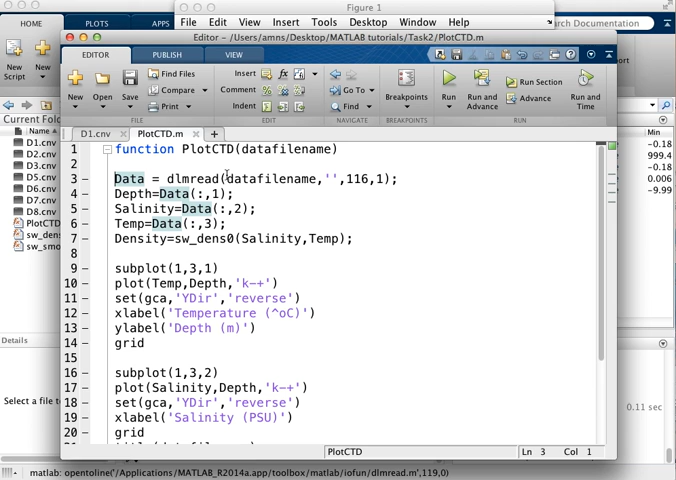 Figure 1
File Edit View Insert Tools Desktop Window Help
HOME PLOTS
Search Documentation
Editor - /Users/amns/Desktop/MATLAB tutorials/Task2/PlotCTD.m
EDITOR PUBLISH VIEW
New Script
New
New Open Save
Find Files
Compare
Print
Insert
Comment
Indent
Go To
Find
Breakpoints
Run
Run and Advance
Run Section
Advance
Run and Time
FILE EDIT NAVIGATE BREAKPOINTS RUN
Current Fold
Name
D1.cnv
D2.cnv
D3.cnv
D4.cnv
D5.cnv
D6.cnv
D7.cnv
D8.cnv
PlotCTD
sw_dens
sw_smo
Details
Select a file to
D1.cnv PlotCTD.m
1 function PlotCTD(datafilename)
2
3 Data = dlmread(datafilename,'',116,1);
4 Depth=Data(:,1);
5 Salinity=Data(:,2);
6 Temp=Data(:,3);
7 Density=sw_dens0(Salinity,Temp);
8
9 subplot(1,3,1)
10 plot(Temp,Depth,'k-+')
11 set(gca,'YDir','reverse')
12 xlabel('Temperature (^oC)')
13 ylabel('Depth (m)')
14 grid
15
16 subplot(1,3,2)
17 plot(Salinity,Depth,'k-+')
18 set(gca,'YDir','reverse')
19 xlabel('Salinity (PSU)')
20 grid
21 title(datafilename)
Min
-0.18
999.4
-0.18
0.006
-9.99
0.11 sec
PlotCTD Ln 3 Col 1
matlab: opentoline('/Applications/MATLAB_R2014a.app/toolbox/matlab/iofun/dlmread.m',119,0)